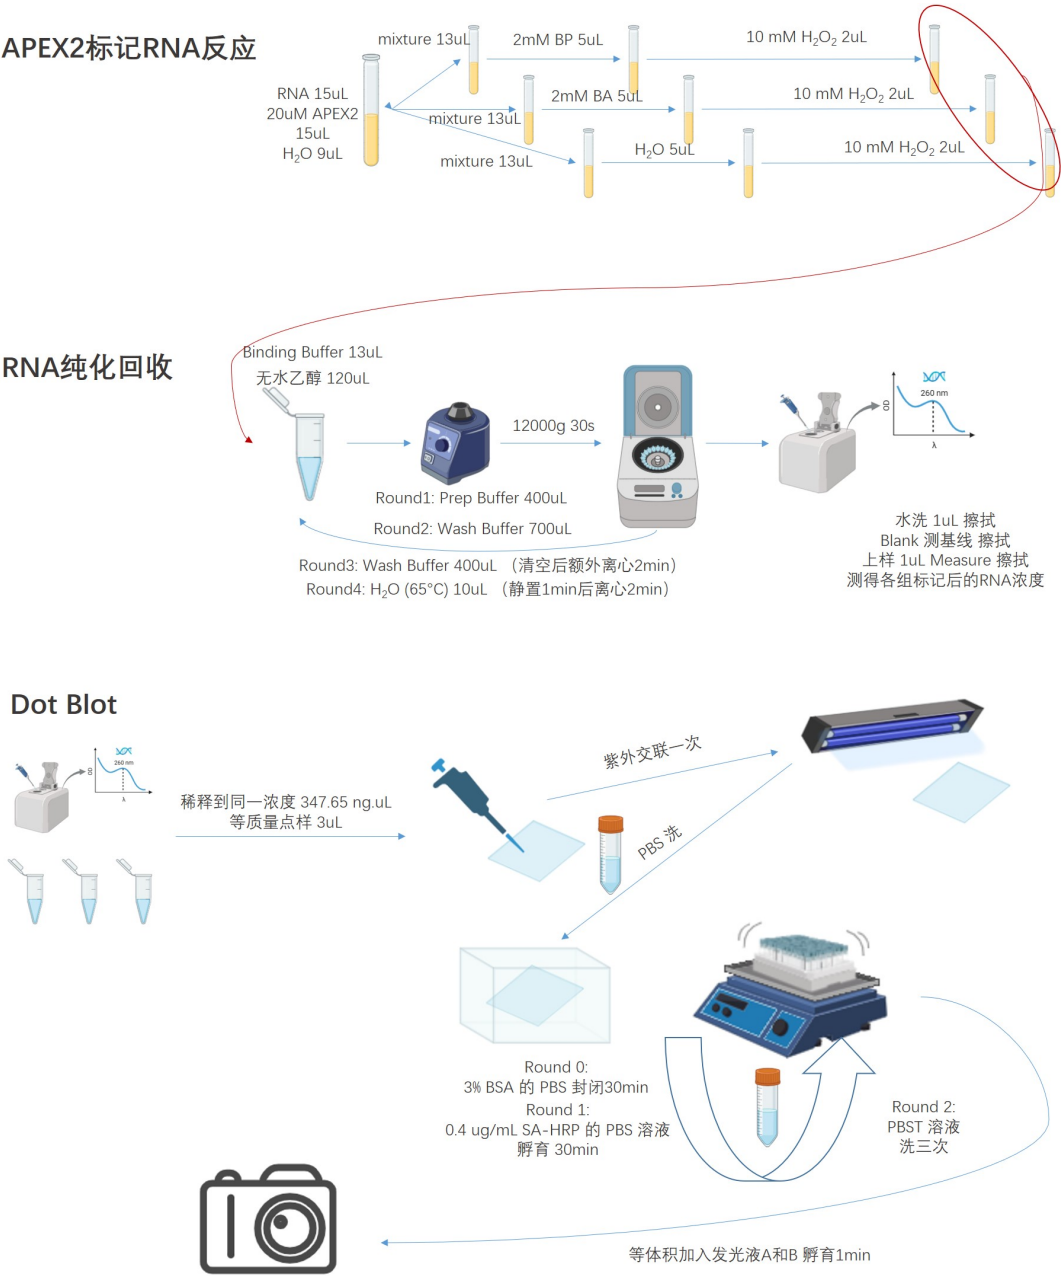 APEX2标记RNA反应
RNA 15uL
20uM APEX2
15uL
H₂O 9uL
mixture 13uL
2mM BP 5uL
10 mM H₂O₂ 2uL
mixture 13uL
2mM BA 5uL
10 mM H₂O₂ 2uL
mixture 13uL
H₂O 5uL
10 mM H₂O₂ 2uL
RNA纯化回收
Binding Buffer 13uL
无水乙醇 120uL
12000g 30s
Round1: Prep Buffer 400uL
Round2: Wash Buffer 700uL
Round3: Wash Buffer 400uL （清空后额外离心2min）
Round4: H₂O (65°C) 10uL （静置1min后离心2min）
OD
260 nm
λ
水洗 1uL 擦拭
Blank 测基线 擦拭
上样 1uL Measure 擦拭
测得各组标记后的RNA浓度
Dot Blot
OD
260 nm
λ
稀释到同一浓度 347.65 ng.uL
等质量点样 3uL
紫外交联一次
PBS 洗
Round 0:
3% BSA 的 PBS 封闭30min
Round 1:
0.4 ug/mL SA-HRP 的 PBS 溶液
孵育 30min
Round 2:
PBST 溶液
洗三次
等体积加入发光液A和B 孵育1min